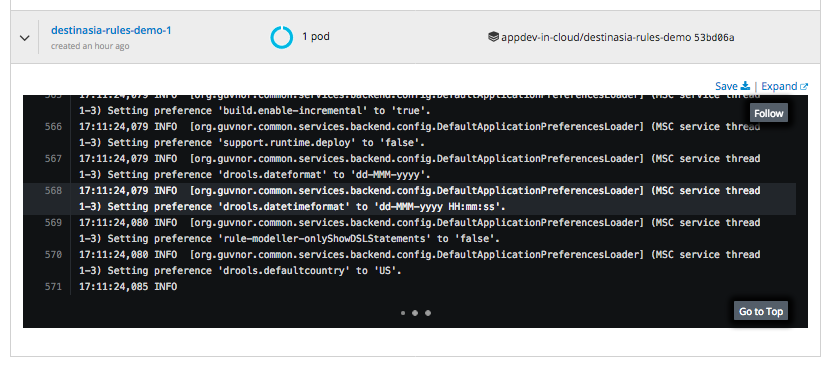 destinasia-rules-demo-1
created an hour ago
1 pod
appdev-in-cloud/destinasia-rules-demo 53bd06a
Save | Expand
565 17:11:24,079 INFO [org.guvnor.common.services.backend.config.DefaultApplicationPreferencesLoader] (MSC service thread
1-3) Setting preference 'build.enable-incremental' to 'true'.
Follow
566 17:11:24,079 INFO [org.guvnor.common.services.backend.config.DefaultApplicationPreferencesLoader] (MSC service thread
1-3) Setting preference 'support.runtime.deploy' to 'false'.
567 17:11:24,079 INFO [org.guvnor.common.services.backend.config.DefaultApplicationPreferencesLoader] (MSC service thread
1-3) Setting preference 'drools.dateformat' to 'dd-MMM-yyyy'.
568 17:11:24,079 INFO [org.guvnor.common.services.backend.config.DefaultApplicationPreferencesLoader] (MSC service thread
1-3) Setting preference 'drools.datetimeformat' to 'dd-MMM-yyyy HH:mm:ss'.
569 17:11:24,080 INFO [org.guvnor.common.services.backend.config.DefaultApplicationPreferencesLoader] (MSC service thread
1-3) Setting preference 'rule-modeller-onlyShowDSLStatements' to 'false'.
570 17:11:24,080 INFO [org.guvnor.common.services.backend.config.DefaultApplicationPreferencesLoader] (MSC service thread
1-3) Setting preference 'drools.defaultcountry' to 'US'.
571 17:11:24,085 INFO
Go to Top